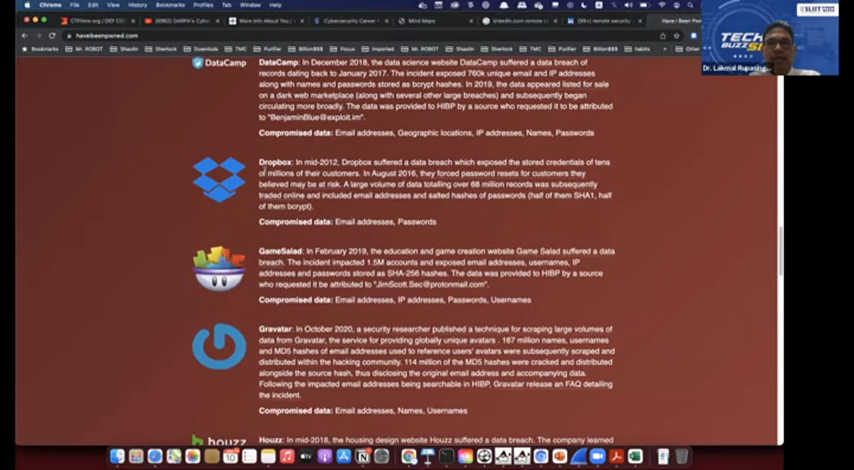 Chrome File Edit View History Bookmarks Profiles Tab Window Help
haveibeenpwned.com
Bookmarks Mr. ROBOT Shaolin Sherlock Downloads TMC Purifier Focus Imported TMC Purifier Billion$$$ habits
TECH
BUZZ
SLIIT
Dr. Lakmal Rupasing...
DataCamp
DataCamp: In December 2018, the data science website DataCamp suffered a data breach of
records dating back to January 2017. The incident exposed 760k unique email and IP addresses
along with names and passwords stored as bcrypt hashes. In 2019, the data appeared listed for sale
on a dark web marketplace (along with several other large breaches) and subsequently began
circulating more broadly. The data was provided to HIBP by a source who requested it to be attributed
to "BenjaminBlue@exploit.im".
Compromised data: Email addresses, Geographic locations, IP addresses, Names, Passwords
Dropbox: In mid-2012, Dropbox suffered a data breach which exposed the stored credentials of tens
of millions of their customers. In August 2016, they forced password resets for customers they
believed may be at risk. A large volume of data totalling over 68 million records was subsequently
traded online and included email addresses and salted hashes of passwords (half of them SHA1, half
of them bcrypt).
Compromised data: Email addresses, Passwords
GameSalad: In February 2019, the education and game creation website Game Salad suffered a data
breach. The incident impacted 1.5M accounts and exposed email addresses, usernames, IP
addresses and passwords stored as SHA-256 hashes. The data was provided to HIBP by a source
who requested it be attributed to "JimScott.Sec@protonmail.com".
Compromised data: Email addresses, IP addresses, Passwords, Usernames
Gravatar: In October 2020, a security researcher published a technique for scraping large volumes of
data from Gravatar, the service for providing globally unique avatars . 167 million names, usernames
and MD5 hashes of email addresses used to reference users' avatars were subsequently scraped and
distributed within the hacking community. 114 million of the MD5 hashes were cracked and distributed
alongside the source hash, thus disclosing the original email address and accompanying data.
Following the impacted email addresses being searchable in HIBP, Gravatar release an FAQ detailing
the incident.
Compromised data: Email addresses, Names, Usernames
houzz
Houzz: In mid-2018, the housing design website Houzz suffered a data breach. The company learned